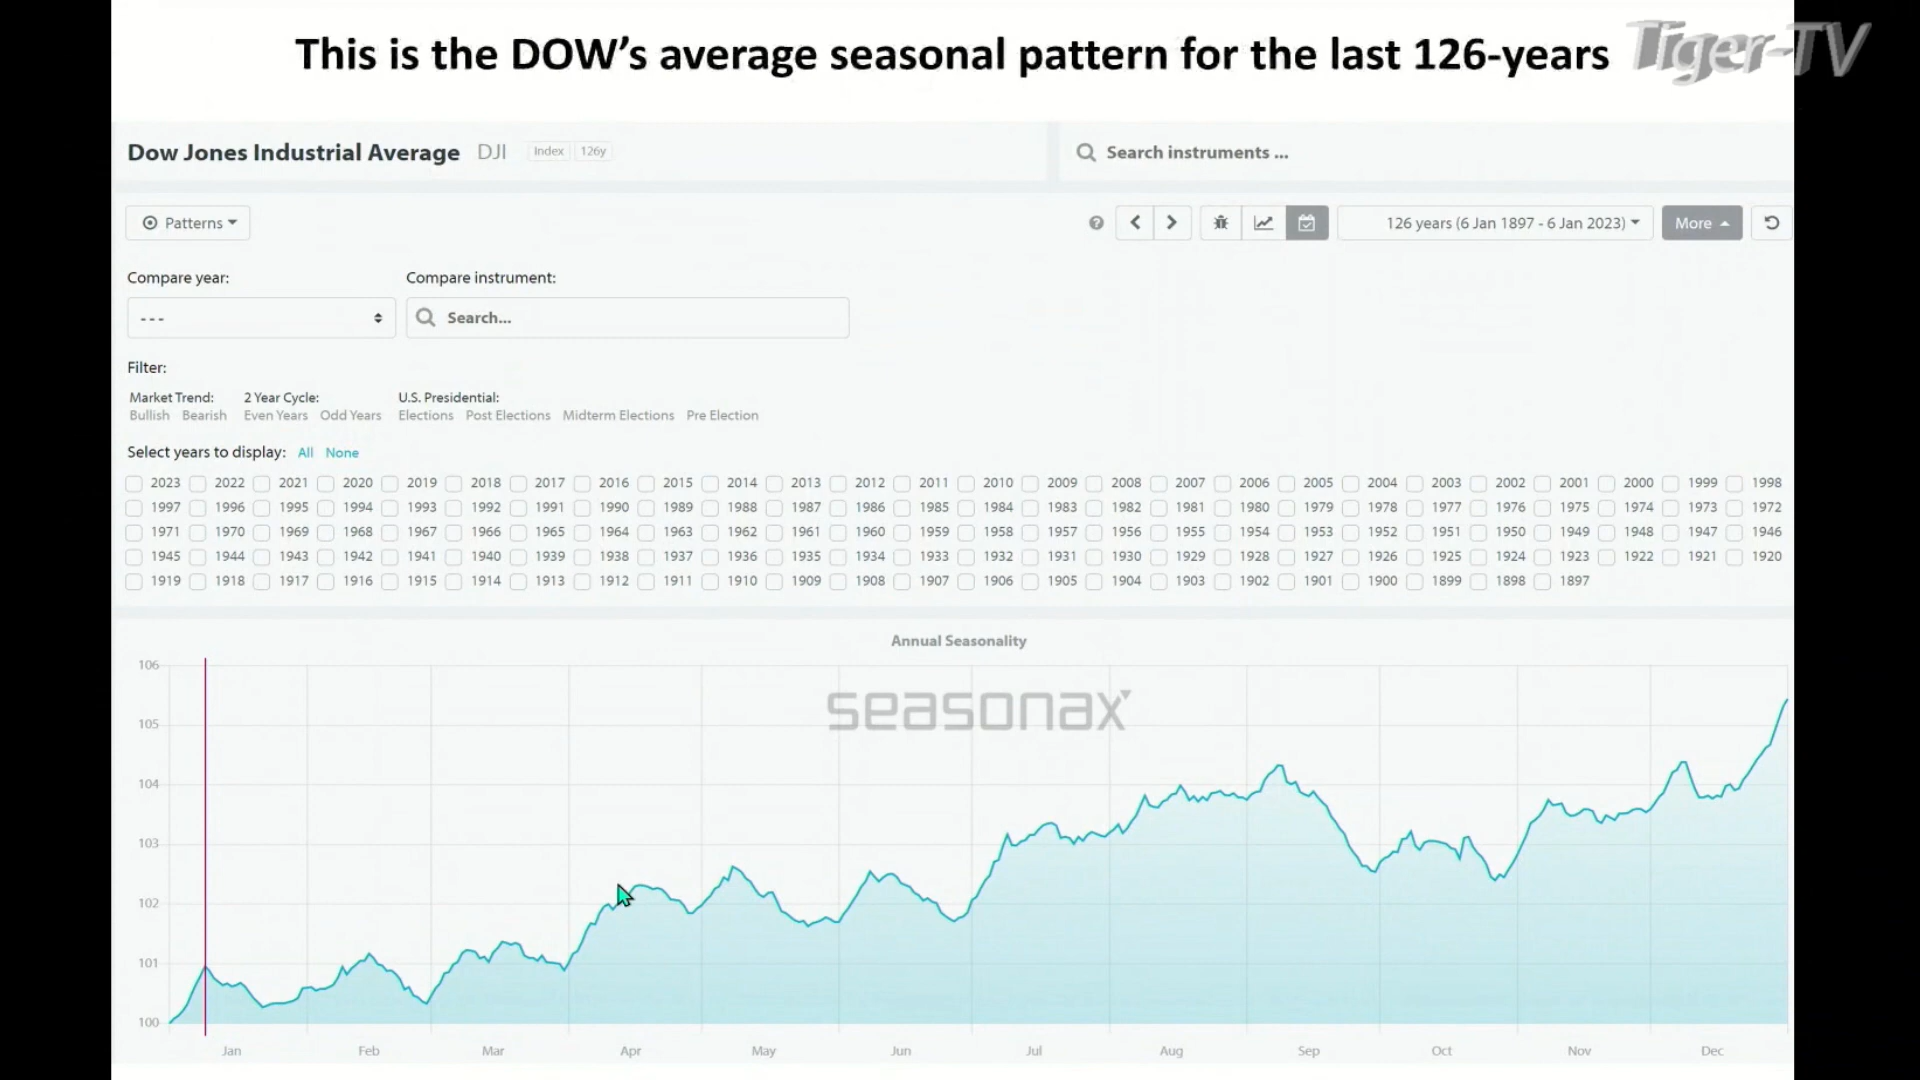 This is the DOW’s average seasonal pattern for the last 126-years
Tiger-TV
Dow Jones Industrial Average DJI Index 126y
Search instruments ...
Patterns
126 years (6 Jan 1897 - 6 Jan 2023)
More
Compare year:
Compare instrument:
---
Search...
Filter:
Market Trend: 2 Year Cycle: U.S. Presidential:
Bullish Bearish Even Years Odd Years Elections Post Elections Midterm Elections Pre Election
Select years to display: All None
2023 2022 2021 2020 2019 2018 2017 2016 2015 2014 2013 2012 2011 2010 2009 2008 2007 2006 2005 2004 2003 2002 2001 2000 1999 1998
1997 1996 1995 1994 1993 1992 1991 1990 1989 1988 1987 1986 1985 1984 1983 1982 1981 1980 1979 1978 1977 1976 1975 1974 1973 1972
1971 1970 1969 1968 1967 1966 1965 1964 1963 1962 1961 1960 1959 1958 1957 1956 1955 1954 1953 1952 1951 1950 1949 1948 1947 1946
1945 1944 1943 1942 1941 1940 1939 1938 1937 1936 1935 1934 1933 1932 1931 1930 1929 1928 1927 1926 1925 1924 1923 1922 1921 1920
1919 1918 1917 1916 1915 1914 1913 1912 1911 1910 1909 1908 1907 1906 1905 1904 1903 1902 1901 1900 1899 1898 1897
Annual Seasonality
seasonax
106
105
104
103
102
101
100
Jan Feb Mar Apr May Jun Jul Aug Sep Oct Nov Dec